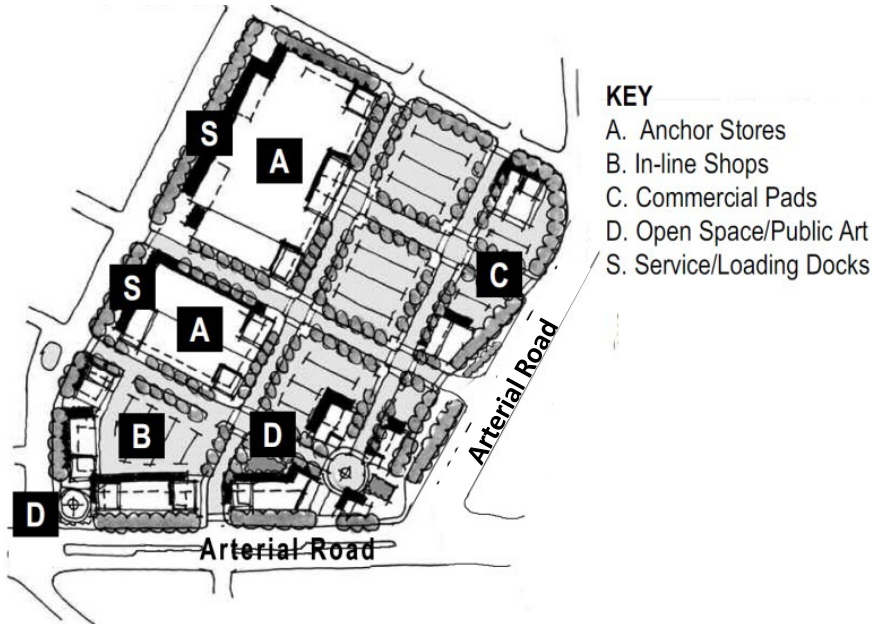 KEY
A. Anchor Stores
B. In-line Shops
C. Commercial Pads
D. Open Space/Public Art
S. Service/Loading Docks
S
A
C
S
A
B
D
D
Arterial Road
Arterial Road